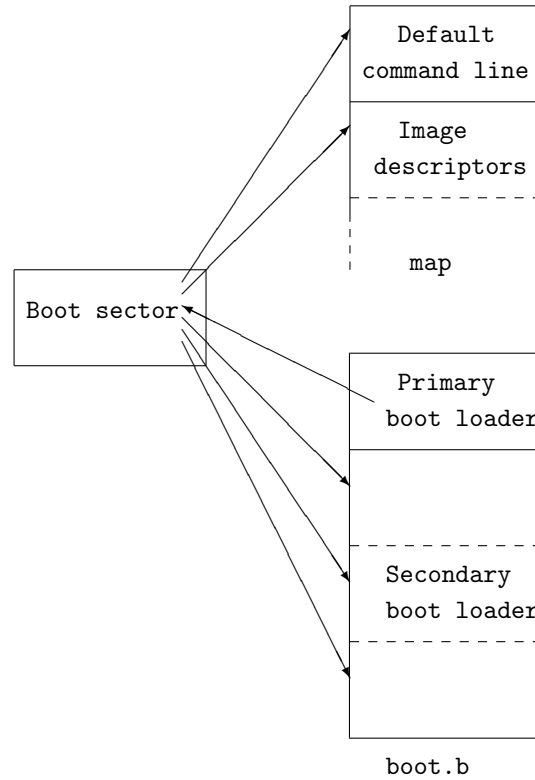 Default
command line
Image
descriptors
map
Boot sector
Primary
boot loader
Secondary
boot loader
boot.b